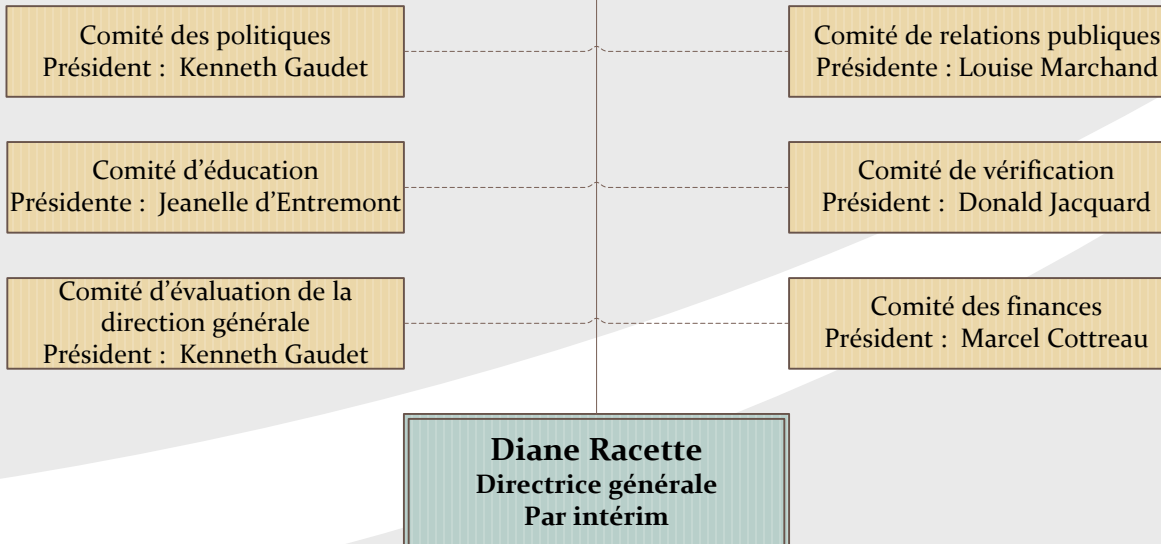 Comité des politiques
Président : Kenneth Gaudet
Comité de relations publiques
Présidente : Louise Marchand
Comité d'éducation
Présidente : Jeanelle d'Entremont
Comité de vérification
Président : Donald Jacquard
Comité d'évaluation de la
direction générale
Président : Kenneth Gaudet
Comité des finances
Président : Marcel Cottreau
Diane Racette
Directrice générale
Par intérim